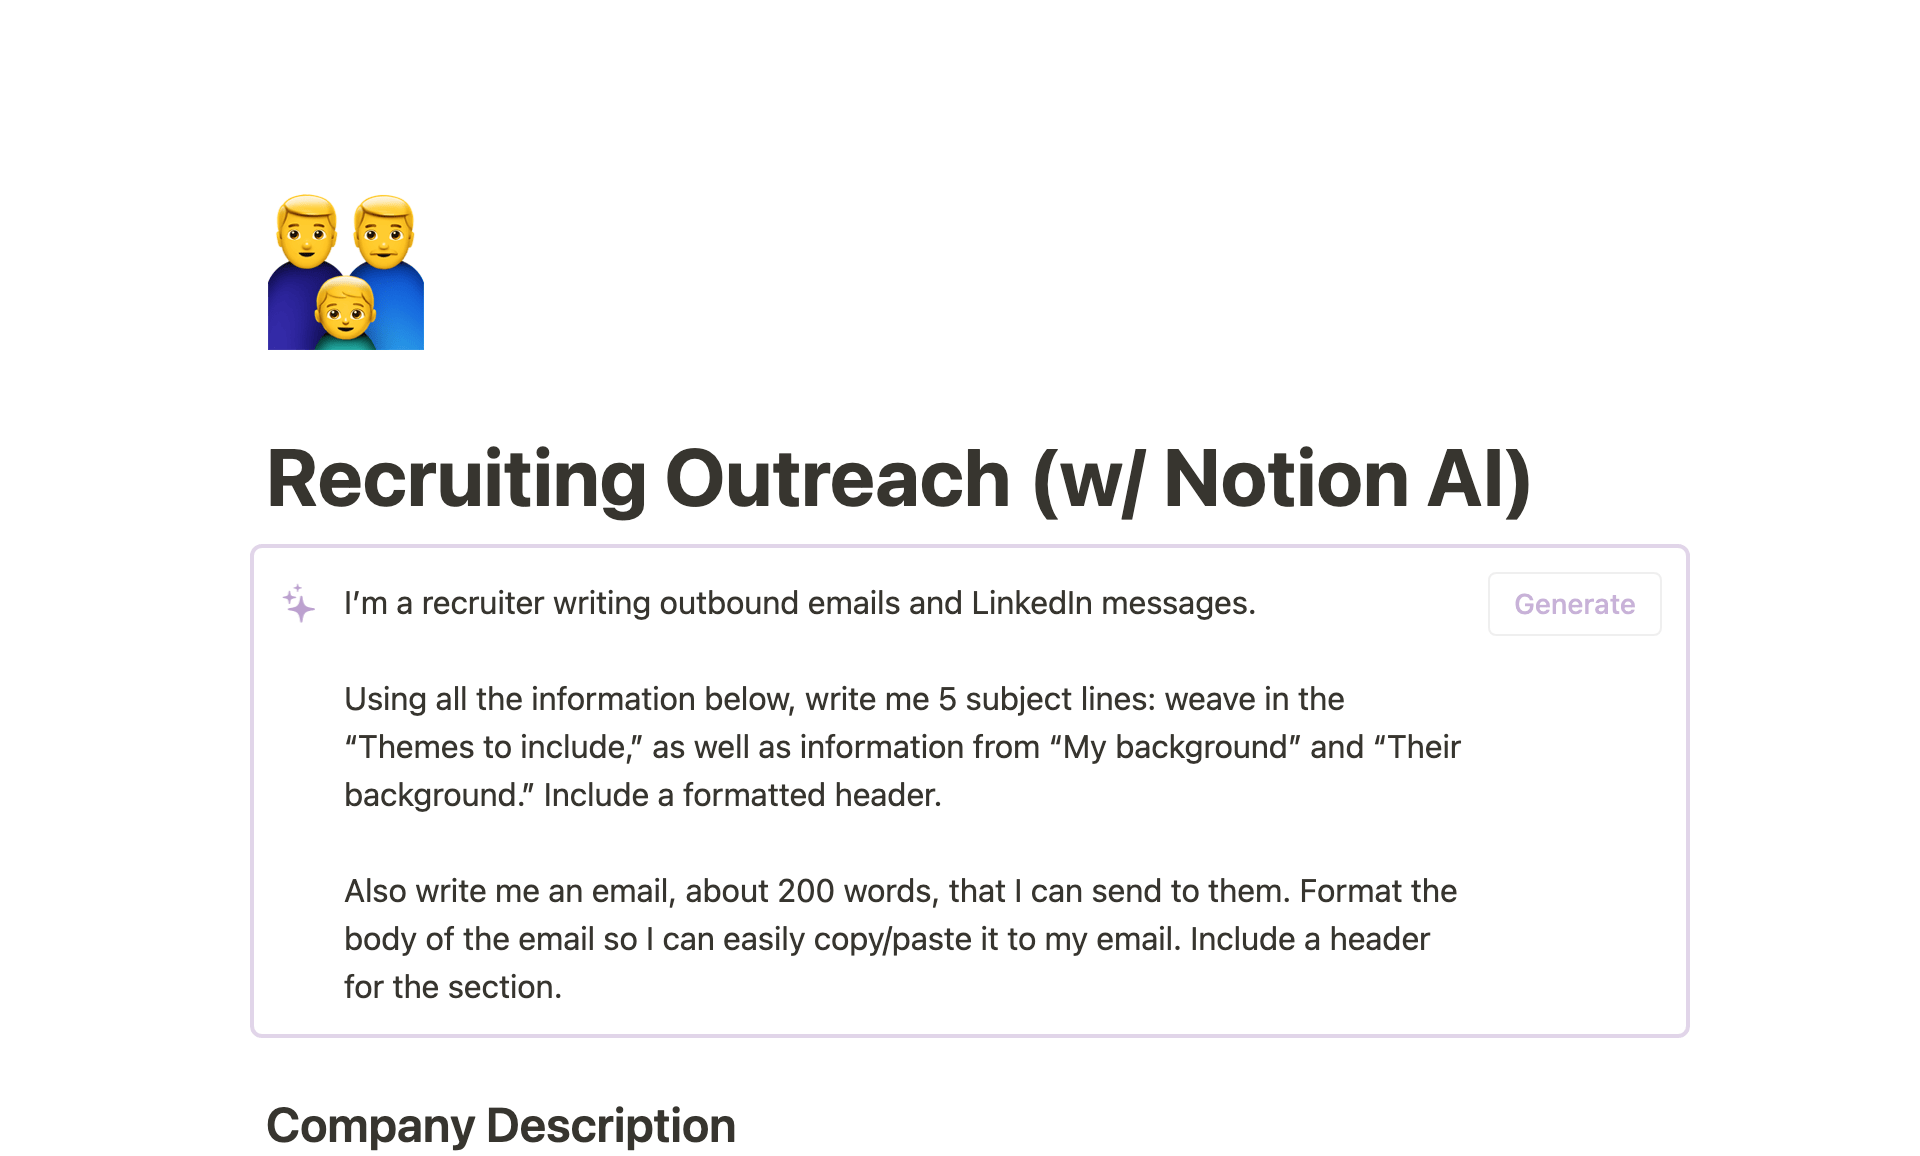 Recruiting Outreach (w/ Notion AI)
I’m a recruiter writing outbound emails and LinkedIn messages.
Generate
Using all the information below, write me 5 subject lines: weave in the
“Themes to include,” as well as information from “My background” and “Their
background.” Include a formatted header.
Also write me an email, about 200 words, that I can send to them. Format the
body of the email so I can easily copy/paste it to my email. Include a header
for the section.
Company Description